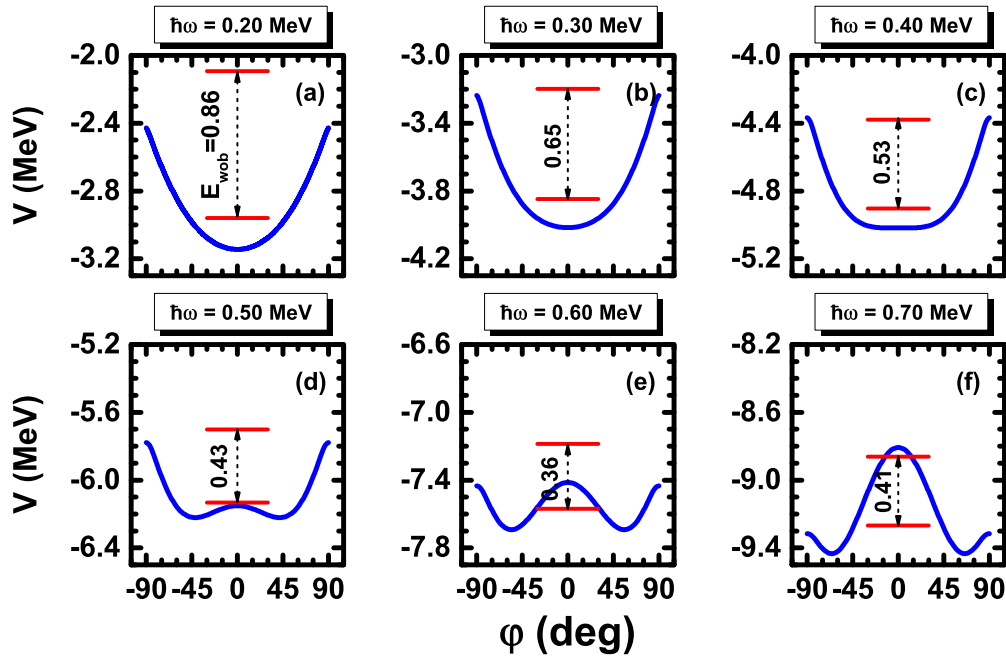 ħω = 0.20 MeV
ħω = 0.30 MeV
ħω = 0.40 MeV
V (MeV)
-2.0
-2.4
-2.8
-3.2
(a)
E_wob=0.86
-3.0
-3.4
-3.8
-4.2
(b)
0.65
-4.0
-4.4
-4.8
-5.2
(c)
0.53
ħω = 0.50 MeV
ħω = 0.60 MeV
ħω = 0.70 MeV
V (MeV)
-5.2
-5.6
-6.0
-6.4
(d)
0.43
-6.6
-7.0
-7.4
-7.8
(e)
0.36
-8.2
-8.6
-9.0
-9.4
(f)
0.41
-90 -45 0 45 90
-90 -45 0 45 90
-90 -45 0 45 90
φ (deg)